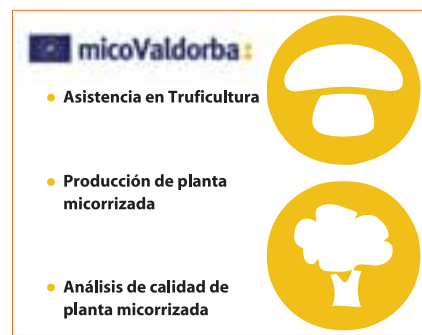 micoValdorba:
Asistencia en Truficultura
Producción de planta
micorrizada
Análisis de calidad de
planta micorrizada